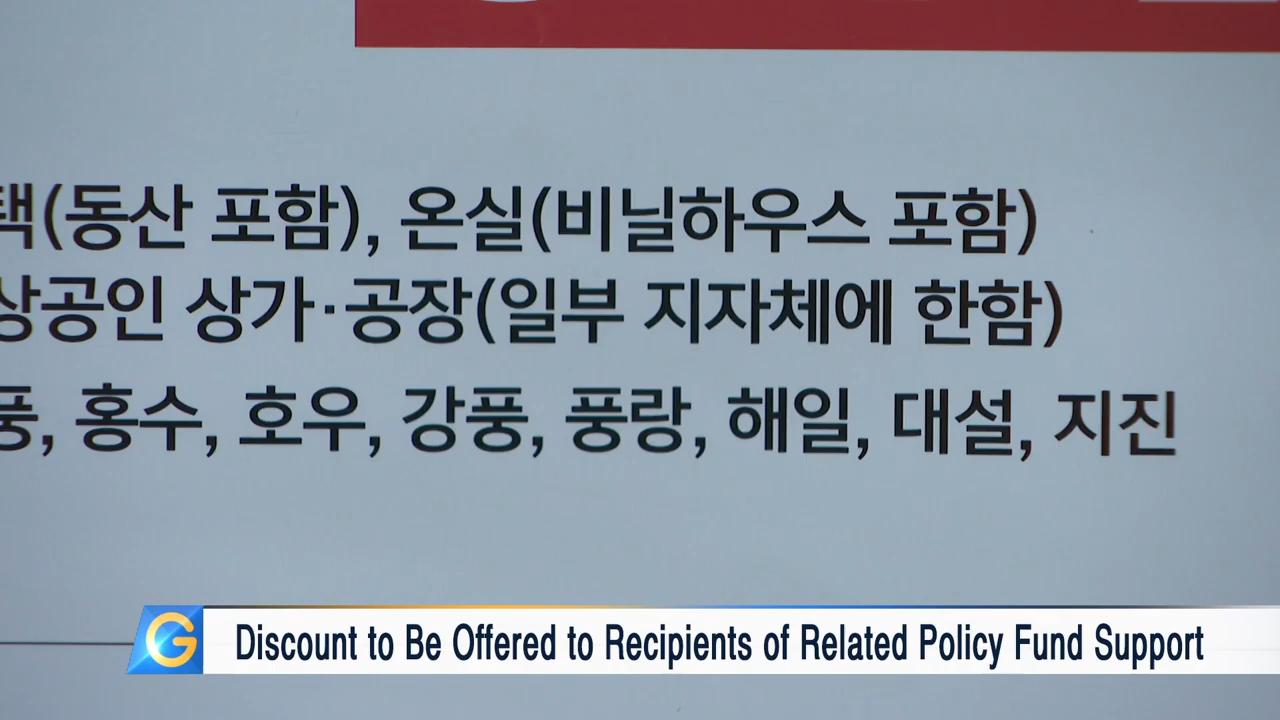 택(동산 포함), 온실(비닐하우스 포함)
상공인 상가·공장(일부 지자체에 한함)
풍, 홍수, 호우, 강풍, 풍랑, 해일, 대설, 지진
G Discount to Be Offered to Recipients of Related Policy Fund Support